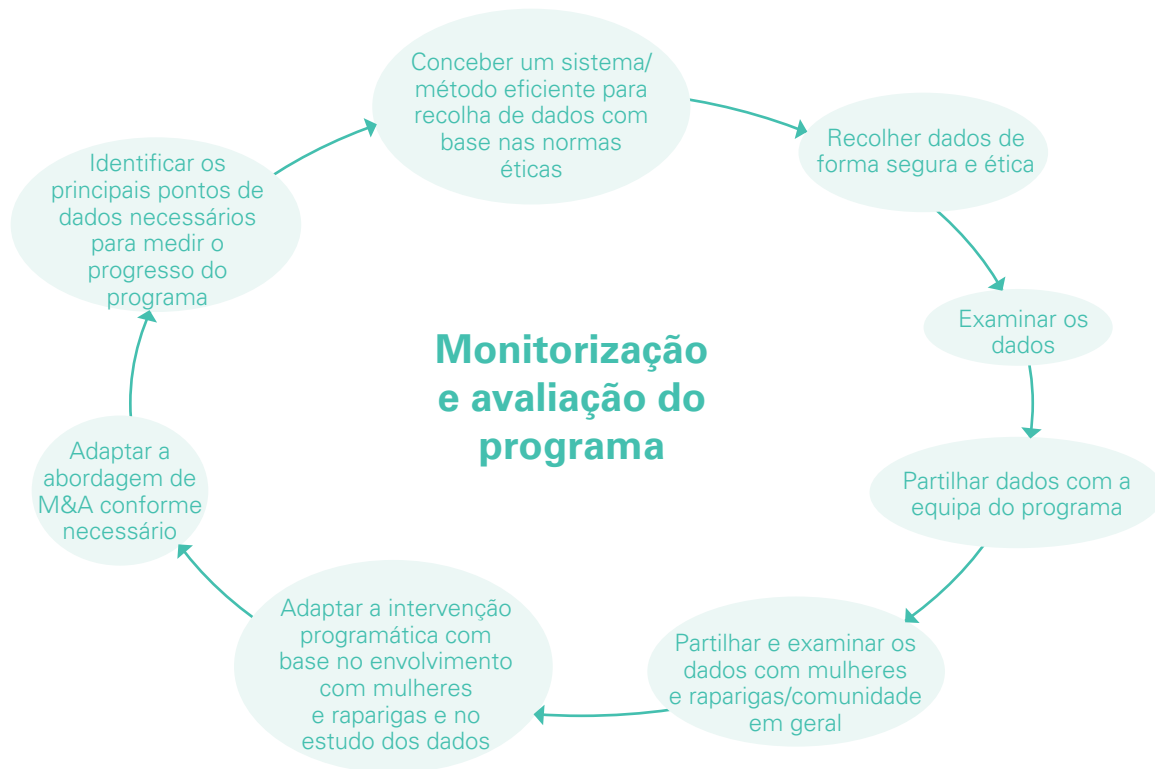 Monitorização
e avaliação do
programa
Conceber um sistema/
método eficiente para
recolha de dados com
base nas normas
éticas
Recolher dados de
forma segura e ética
Examinar os
dados
Partilhar dados com a
equipa do programa
Partilhar e examinar os
dados com mulheres
e raparigas/comunidade
em geral
Adaptar a intervenção
programática com
base no envolvimento
com mulheres
e raparigas e no
estudo dos dados
Adaptar a
abordagem de
M&A conforme
necessário
Identificar os
principais pontos de
dados necessários
para medir o
progresso do
programa